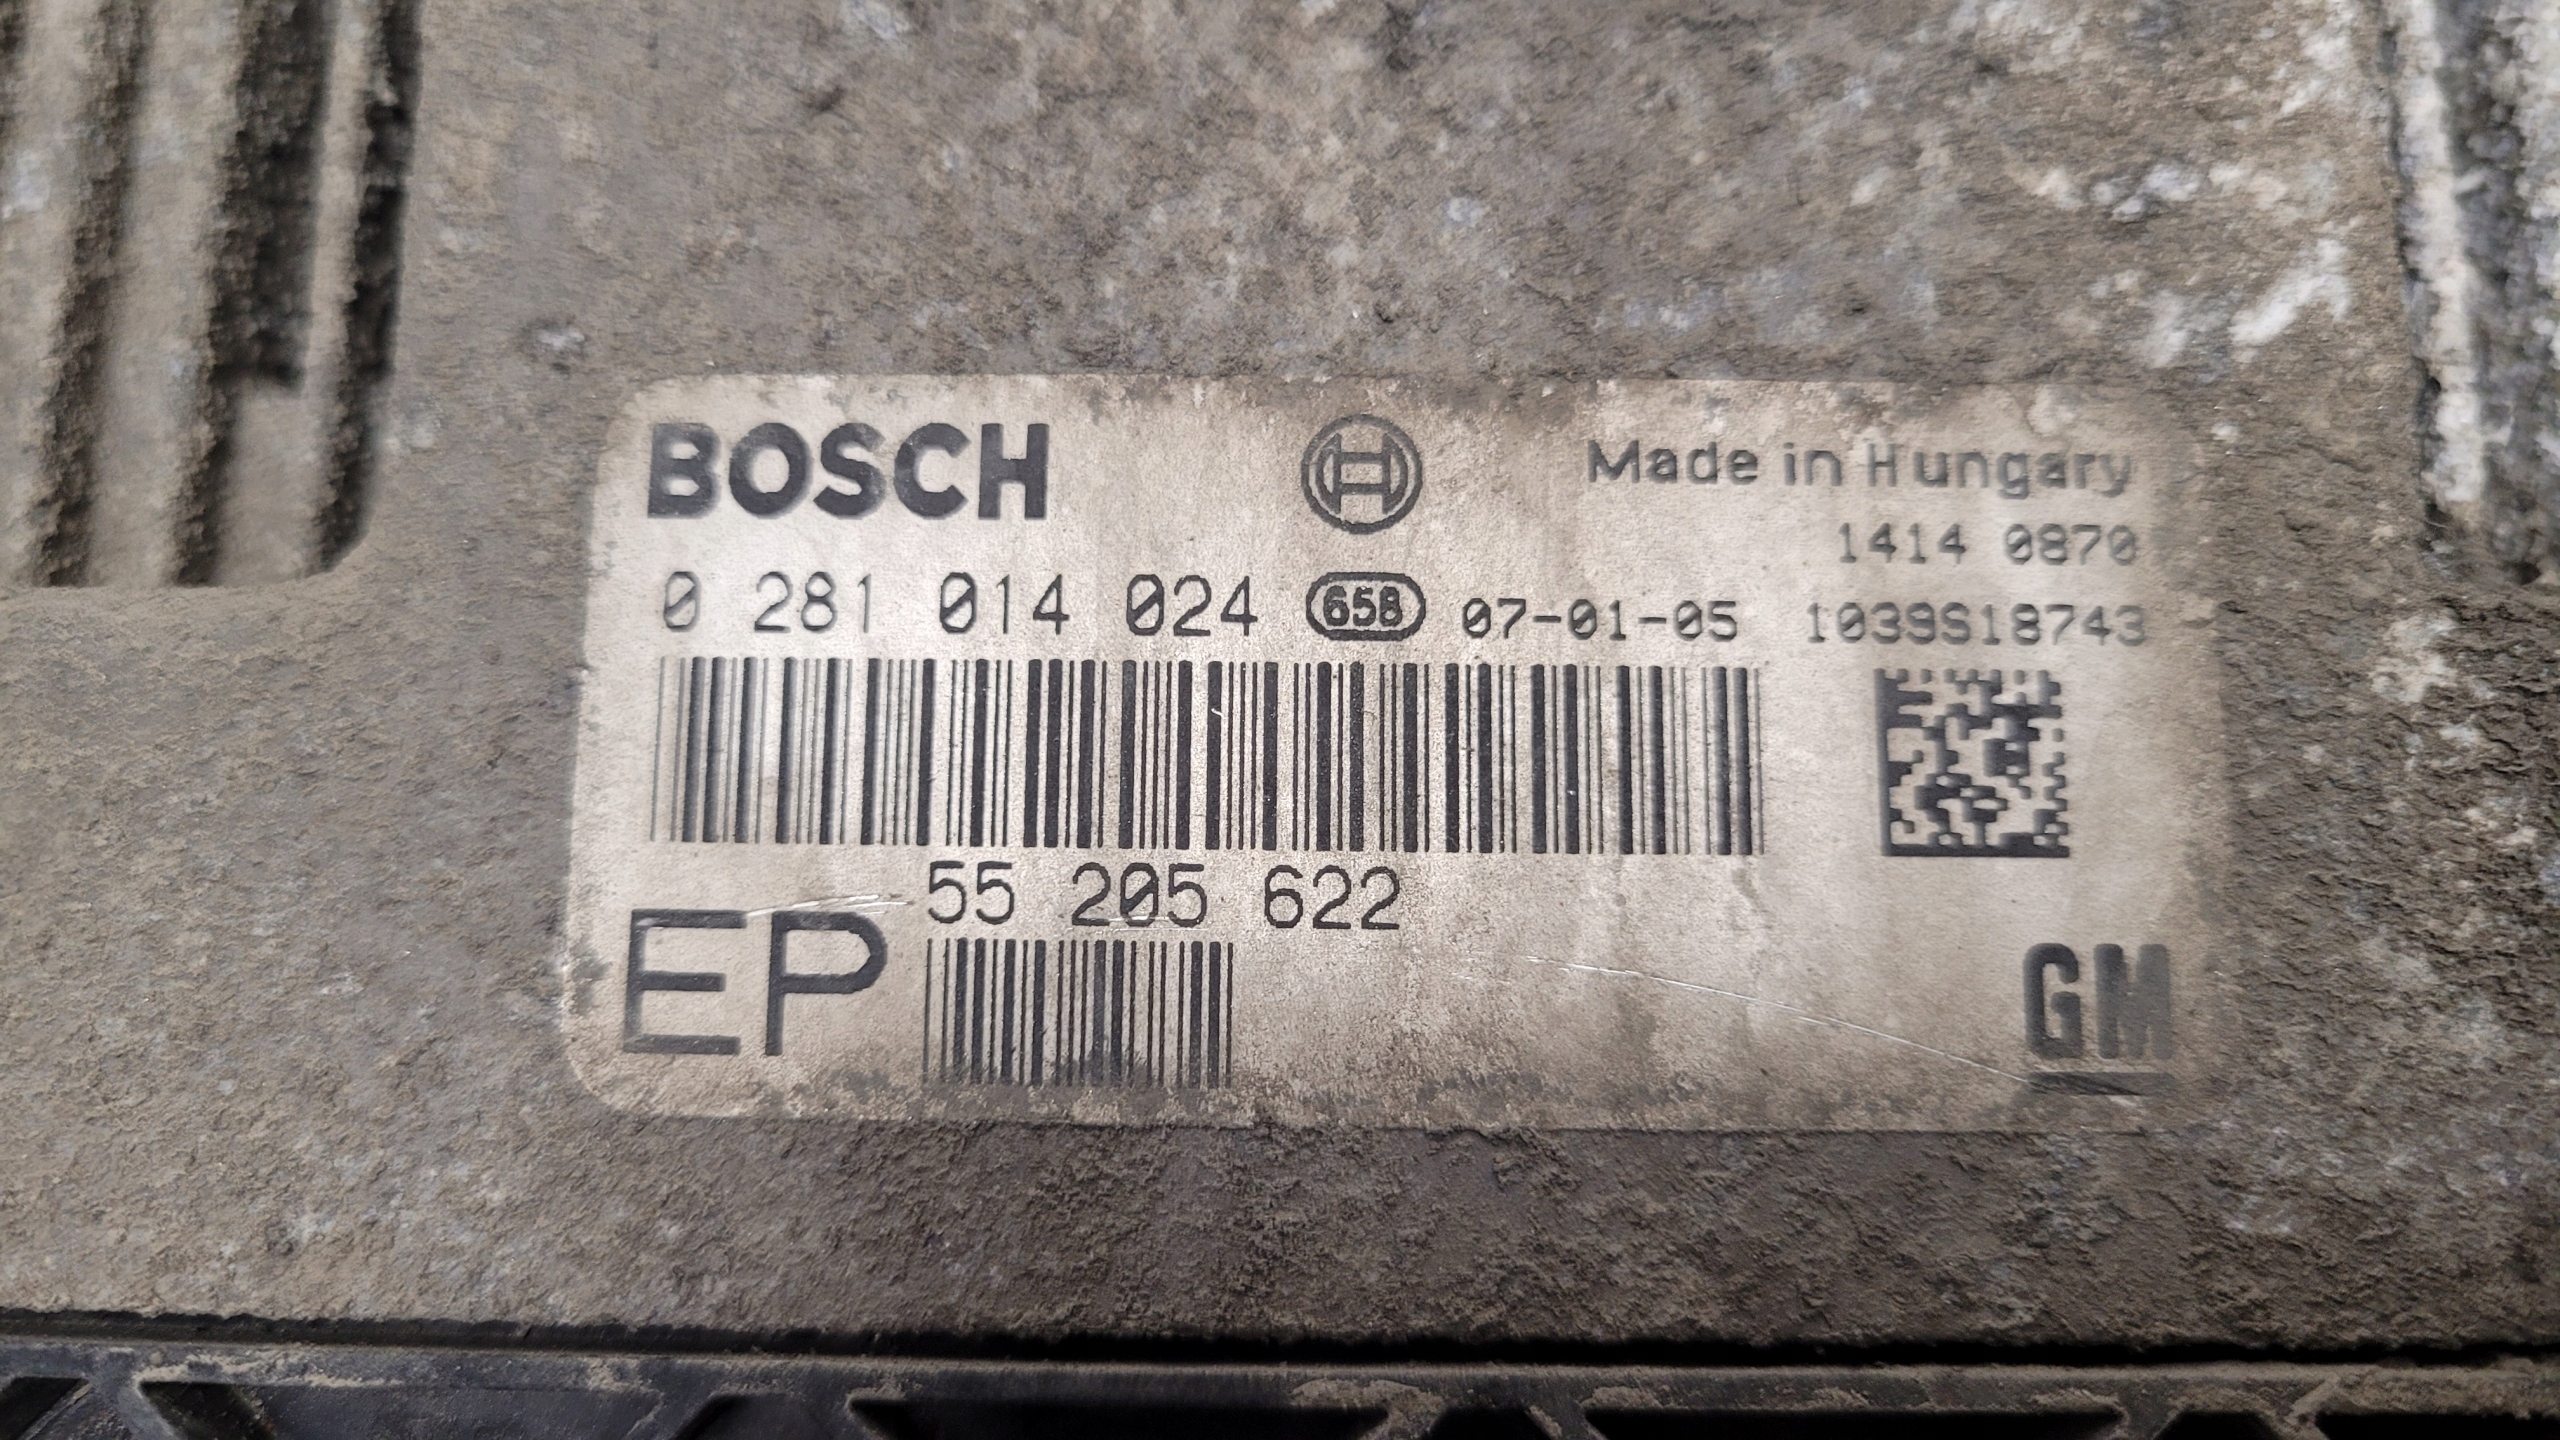 BOSCH
Made in Hungary
1414 0870
0 281 014 024 658 07-01-05 1039S18743
55 205 622
EP
GM